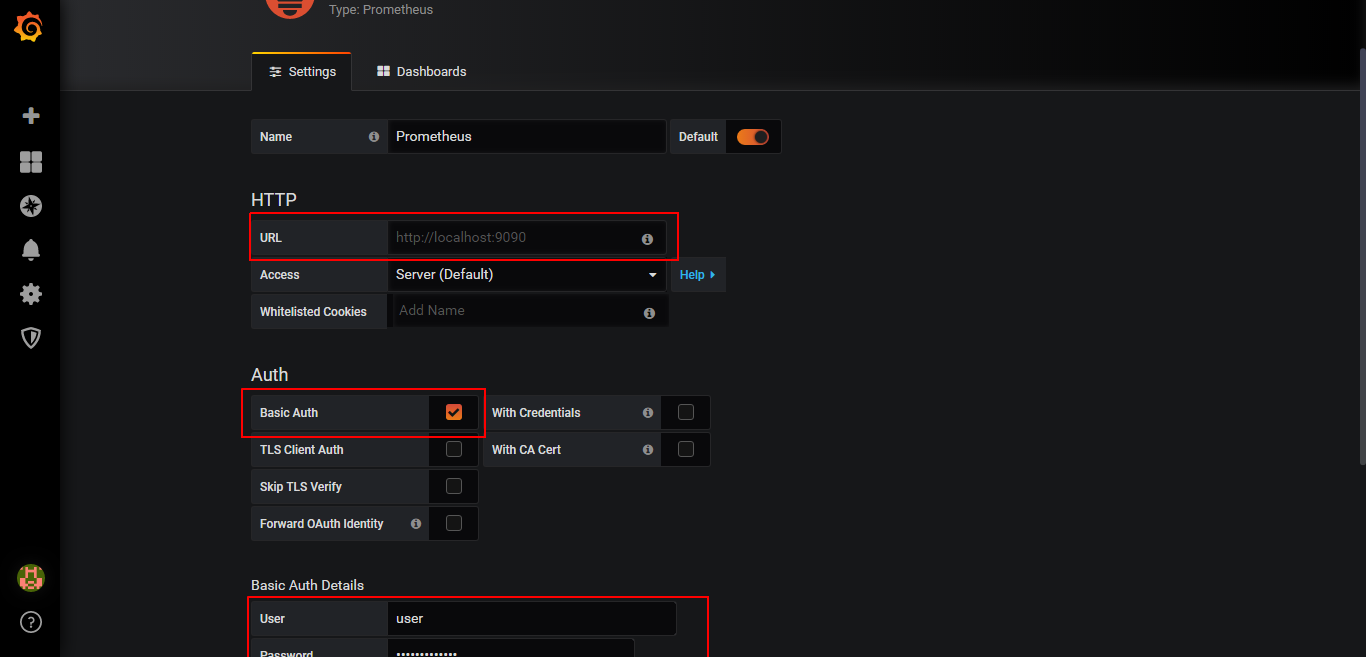 Type: Prometheus
Settings Dashboards
Name Prometheus Default
HTTP
URL http://localhost:9090
Access Server (Default) Help
Whitelisted Cookies Add Name
Auth
Basic Auth With Credentials
TLS Client Auth With CA Cert
Skip TLS Verify
Forward OAuth Identity
Basic Auth Details
User user
Password •••••••••••••